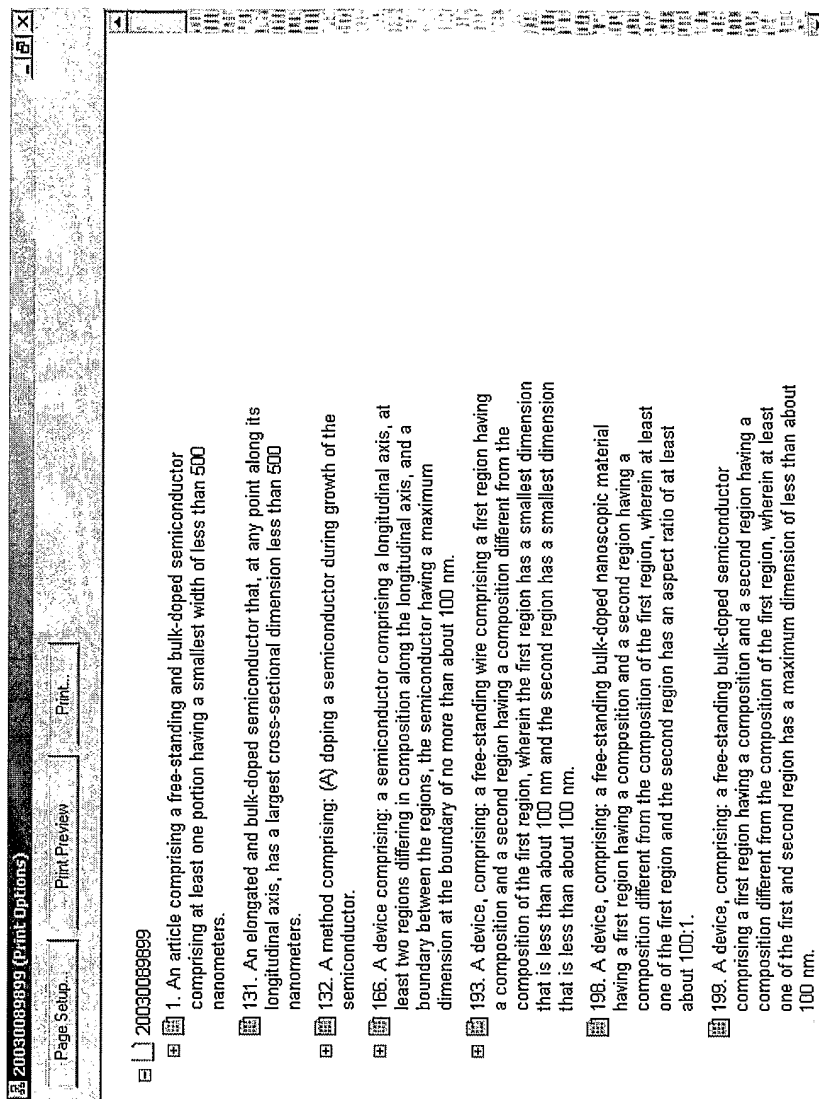 20030089899 (Print Options)
Page Setup...
Print Preview
Print...
20030089899
1. An article comprising a free-standing and bulk-doped semiconductor
comprising at least one portion having a smallest width of less than 500
nanometers.
131. An elongated and bulk-doped semiconductor that, at any point along its
longitudinal axis, has a largest cross-sectional dimension less than 500
nanometers.
132. A method comprising: (A) doping a semiconductor during growth of the
semiconductor.
166. A device comprising: a semiconductor comprising a longitudinal axis, at
least two regions differing in composition along the longitudinal axis, and a
boundary between the regions, the semiconductor having a maximum
dimension at the boundary of no more than about 100 nm.
193. A device, comprising: a free-standing wire comprising a first region having
a composition and a second region having a composition different from the
composition of the first region, wherein the first region has a smallest dimension
that is less than about 100 nm and the second region has a smallest dimension
that is less than about 100 nm.
198. A device, comprising: a free-standing bulk-doped nanoscopic material
having a first region having a composition and a second region having a
composition different from the composition of the first region, wherein at least
one of the first region and the second region has an aspect ratio of at least
about 100:1.
199. A device, comprising: a free-standing bulk-doped semiconductor
comprising a first region having a composition and a second region having a
composition different from the composition of the first region, wherein at least
one of the first and second region has a maximum dimension of less than about
100 nm.